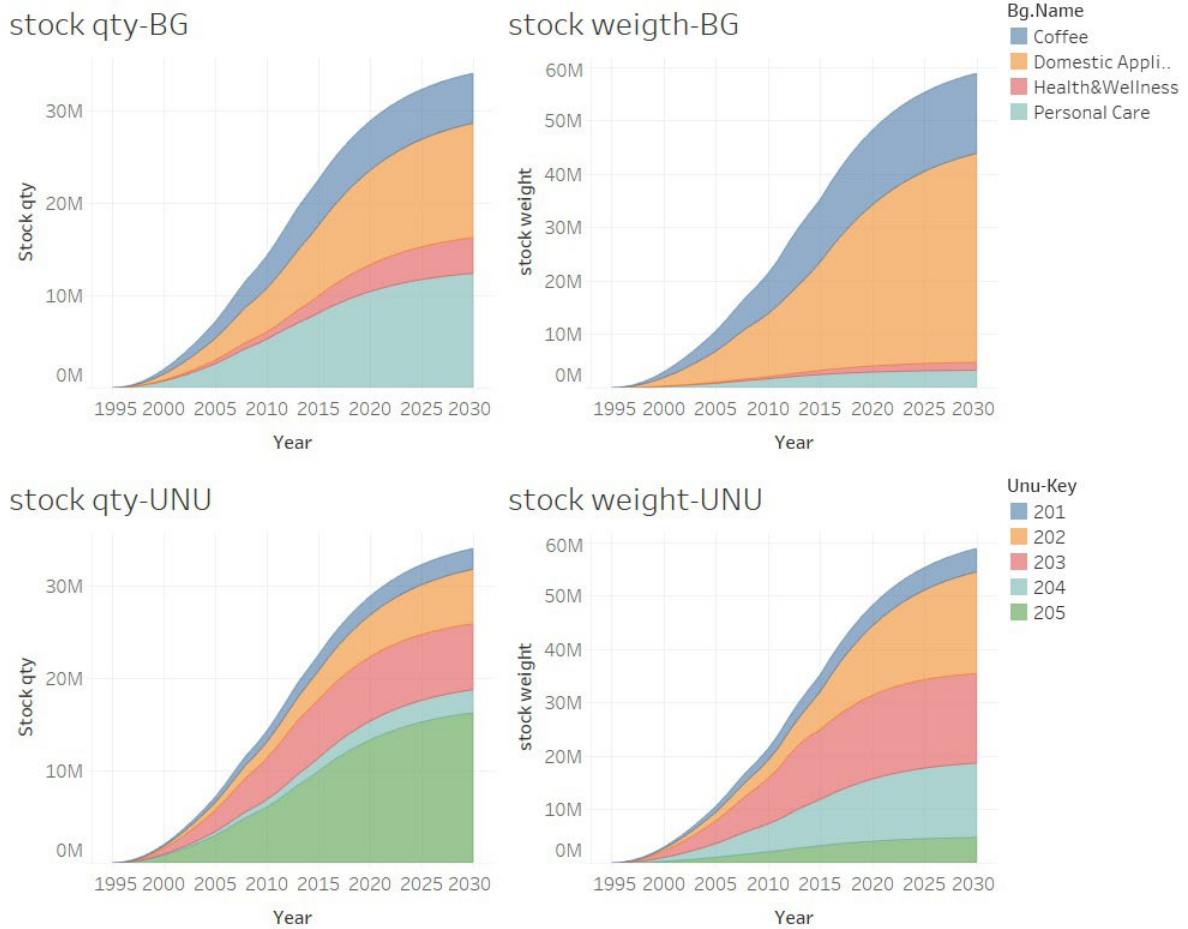 stock qty-BG
30M
20M
10M
0M
Stock qty
1995 2000 2005 2010 2015 2020 2025 2030
Year
stock weigth-BG
60M
50M
40M
30M
20M
10M
0M
stock weight
1995 2000 2005 2010 2015 2020 2025 2030
Year
Bg.Name
Coffee
Domestic Appli..
Health&Wellness
Personal Care
stock qty-UNU
30M
20M
10M
0M
Stock qty
1995 2000 2005 2010 2015 2020 2025 2030
Year
stock weight-UNU
60M
50M
40M
30M
20M
10M
0M
stock weight
1995 2000 2005 2010 2015 2020 2025 2030
Year
Unu-Key
201
202
203
204
205